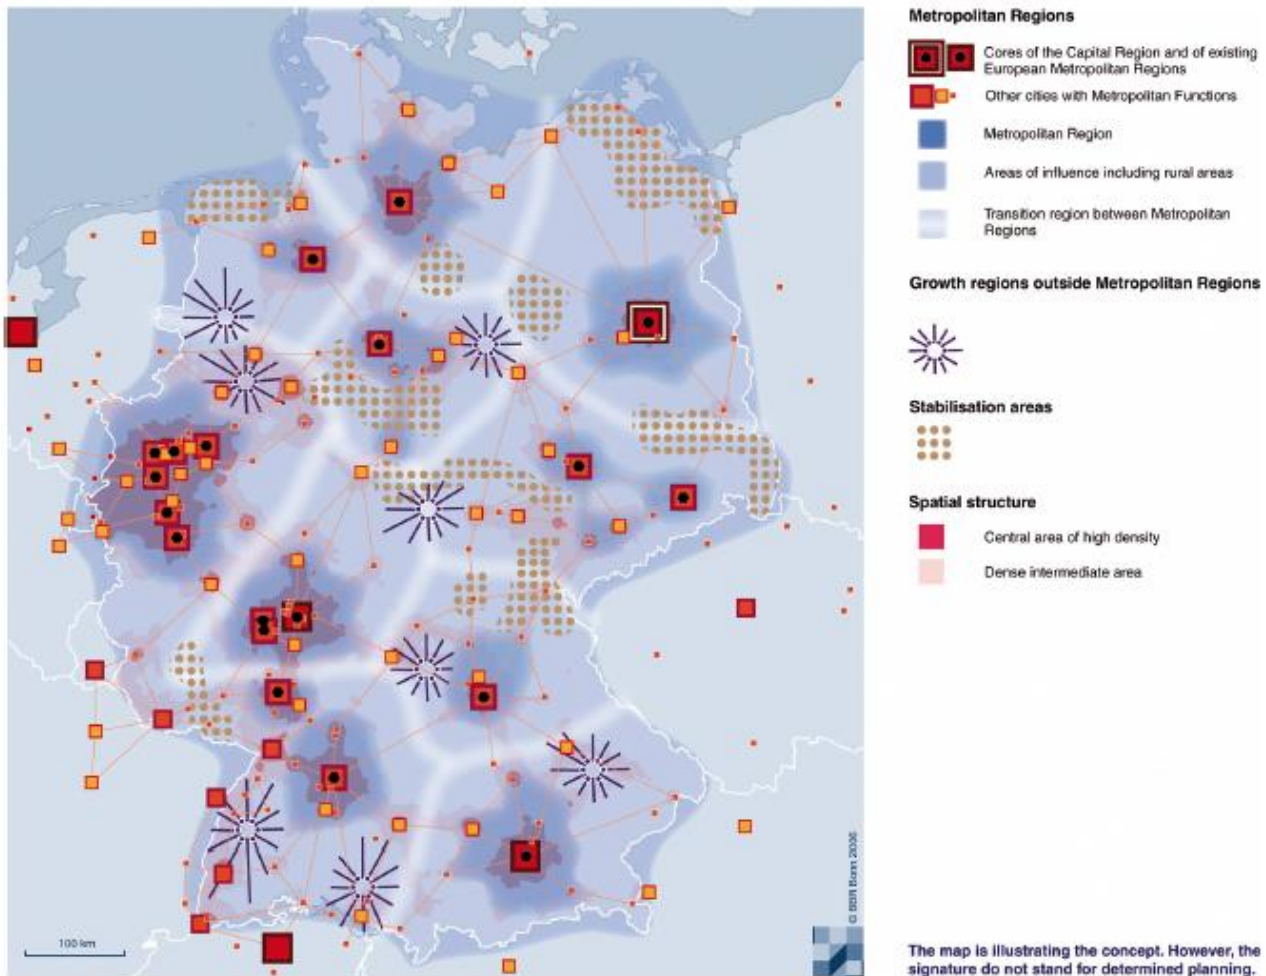 Metropolitan Regions
Cores of the Capital Region and of existing
European Metropolitan Regions
Other cities with Metropolitan Functions
Metropolitan Region
Areas of influence including rural areas
Transition region between Metropolitan
Regions
Growth regions outside Metropolitan Regions
Stabilisation areas
Spatial structure
Central area of high density
Dense intermediate area
100 km
© BBR Bonn 2006
The map is illustrating the concept. However, the
signature do not stand for determined planning.